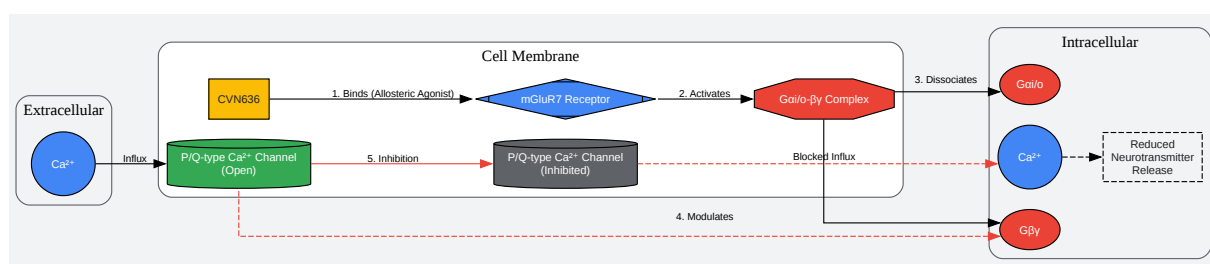 Cell Membrane
Intracellular
Extracellular
CVN636
1. Binds (Allosteric Agonist)
mGluR7 Receptor
2. Activates
Gαi/o-βγ Complex
3. Dissociates
Gαi/o
Ca²⁺
Influx
P/Q-type Ca²⁺ Channel
(Open)
5. Inhibition
P/Q-type Ca²⁺ Channel
(Inhibited)
Blocked Influx
Ca²⁺
Reduced
Neurotransmitter
Release
4. Modulates
Gβγ